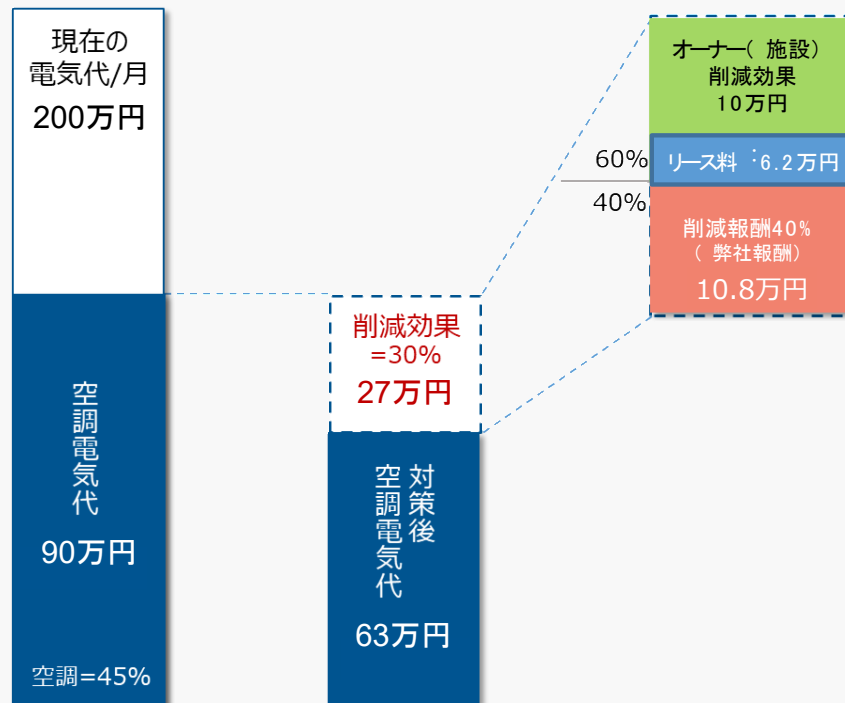 現在の
電気代/月
200万円
空調電気代
90万円
空調=45%
削減効果
=30%
27万円
対策後
空調電気代
63万円
オーナー( 施設)
削減効果
10万円
60%
リース料 :6.2万円
40%
削減報酬40%
( 弊社報酬)
10.8万円